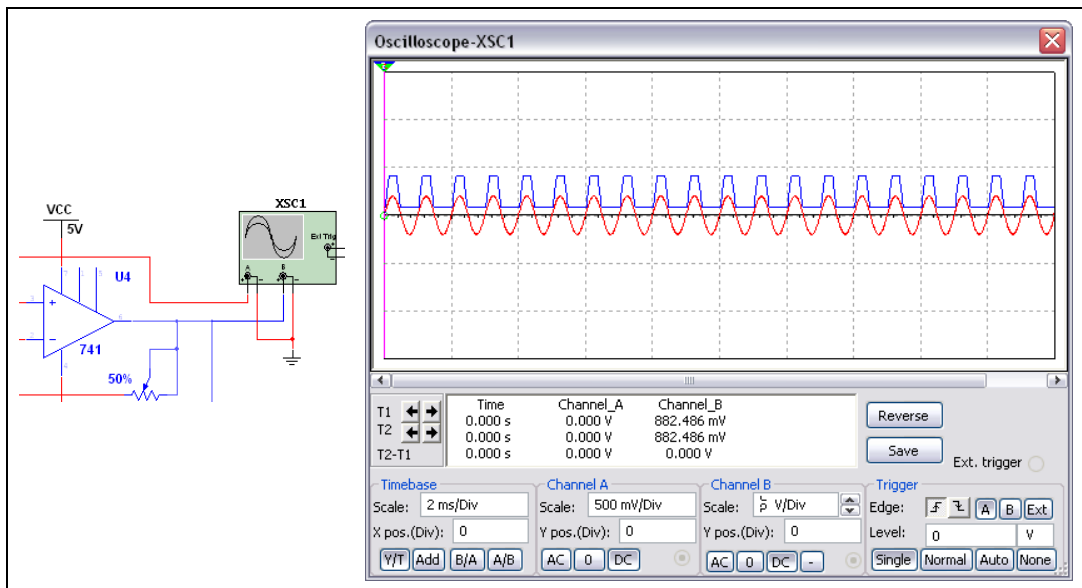 Oscilloscope-XSC1
VCC
5V
U4
741
50%
XSC1
Ext Trig
A
B
T1
T2
T2-T1
Time Channel_A Channel_B
0.000 s 0.000 V 882.486 mV
0.000 s 0.000 V 882.486 mV
0.000 s 0.000 V 0.000 V
Reverse
Save
Ext. trigger
Timebase
Scale: 2 ms/Div
X pos.(Div): 0
Y/T Add B/A A/B
Channel A
Scale: 500 mV/Div
Y pos.(Div): 0
AC 0 DC
Channel B
Scale: V/Div
Y pos.(Div): 0
AC 0 DC -
Trigger
Edge: A B Ext
Level: 0 V
Single Normal Auto None